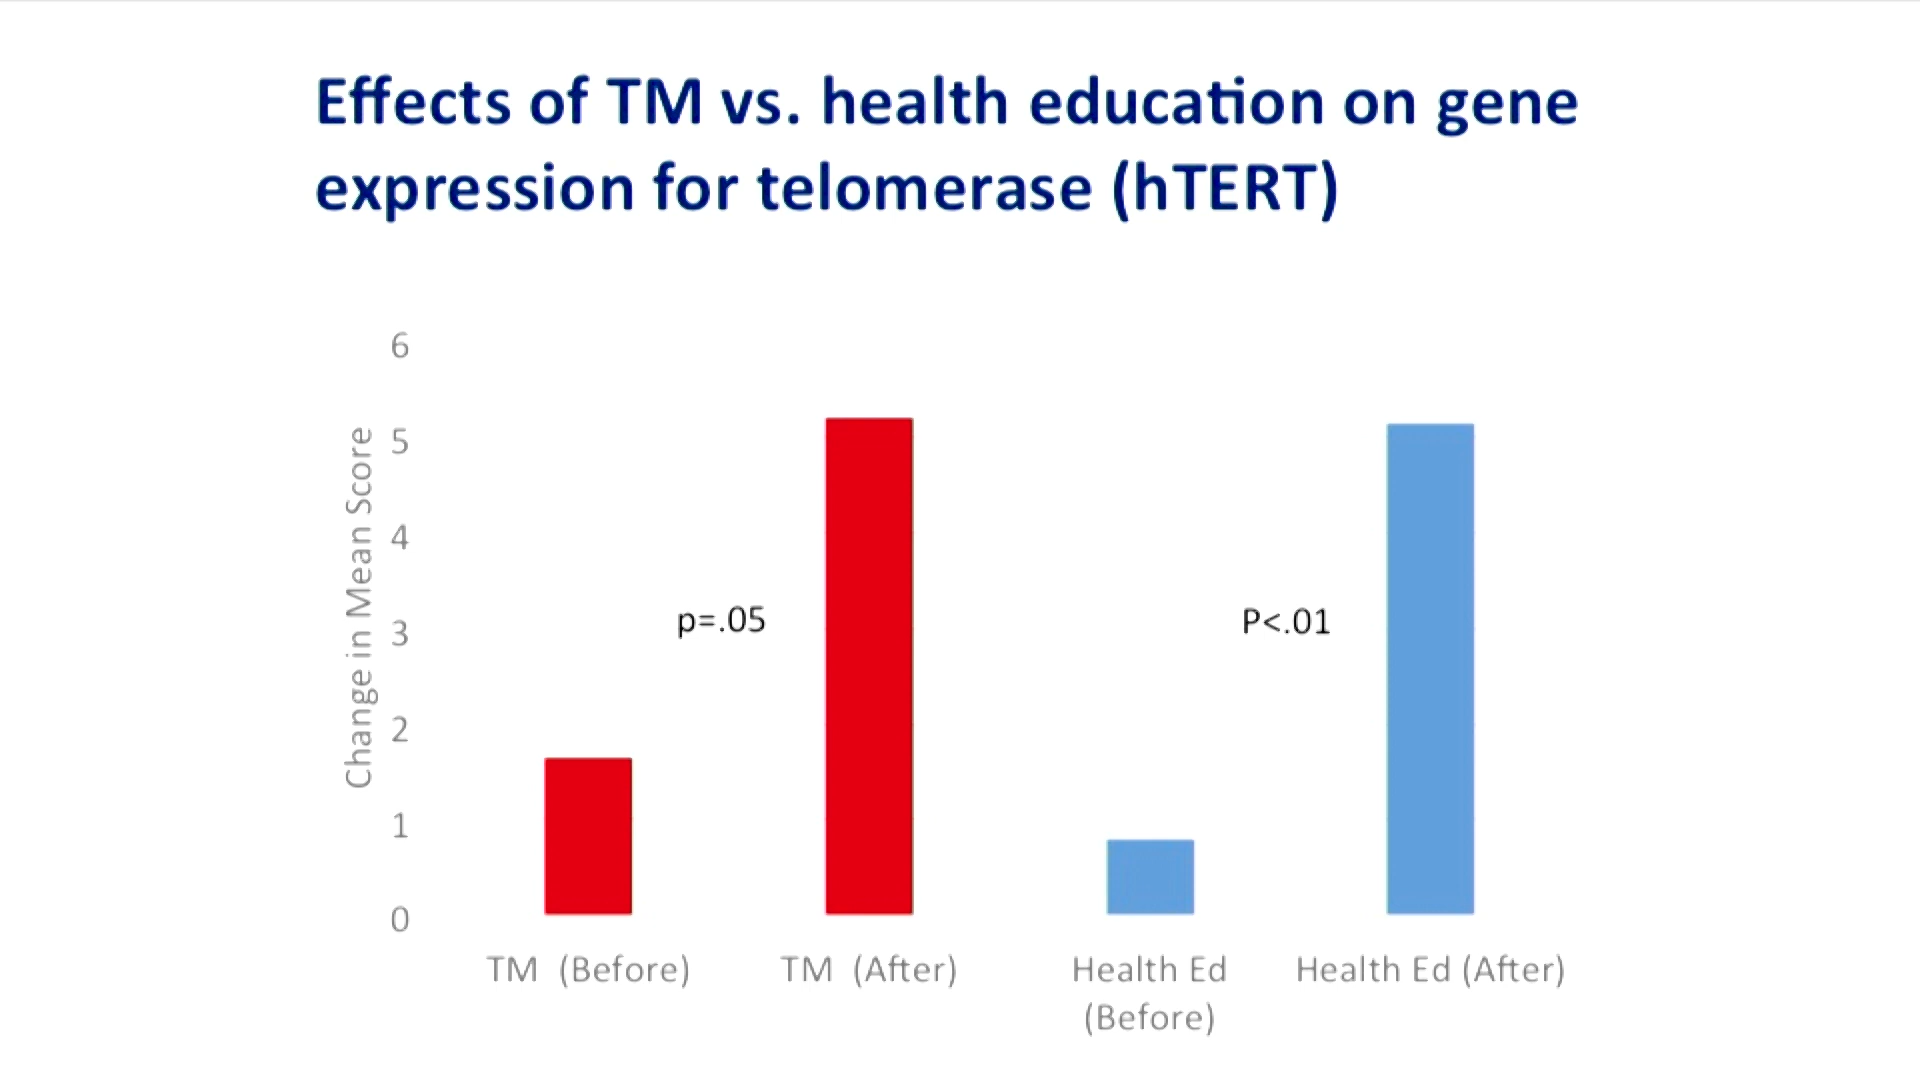 Effects of TM vs. health education on gene
expression for telomerase (hTERT)
6
5
4
3
2
1
0
Change in Mean Score
p=.05
P<.01
TM (Before)
TM (After)
Health Ed
(Before)
Health Ed (After)